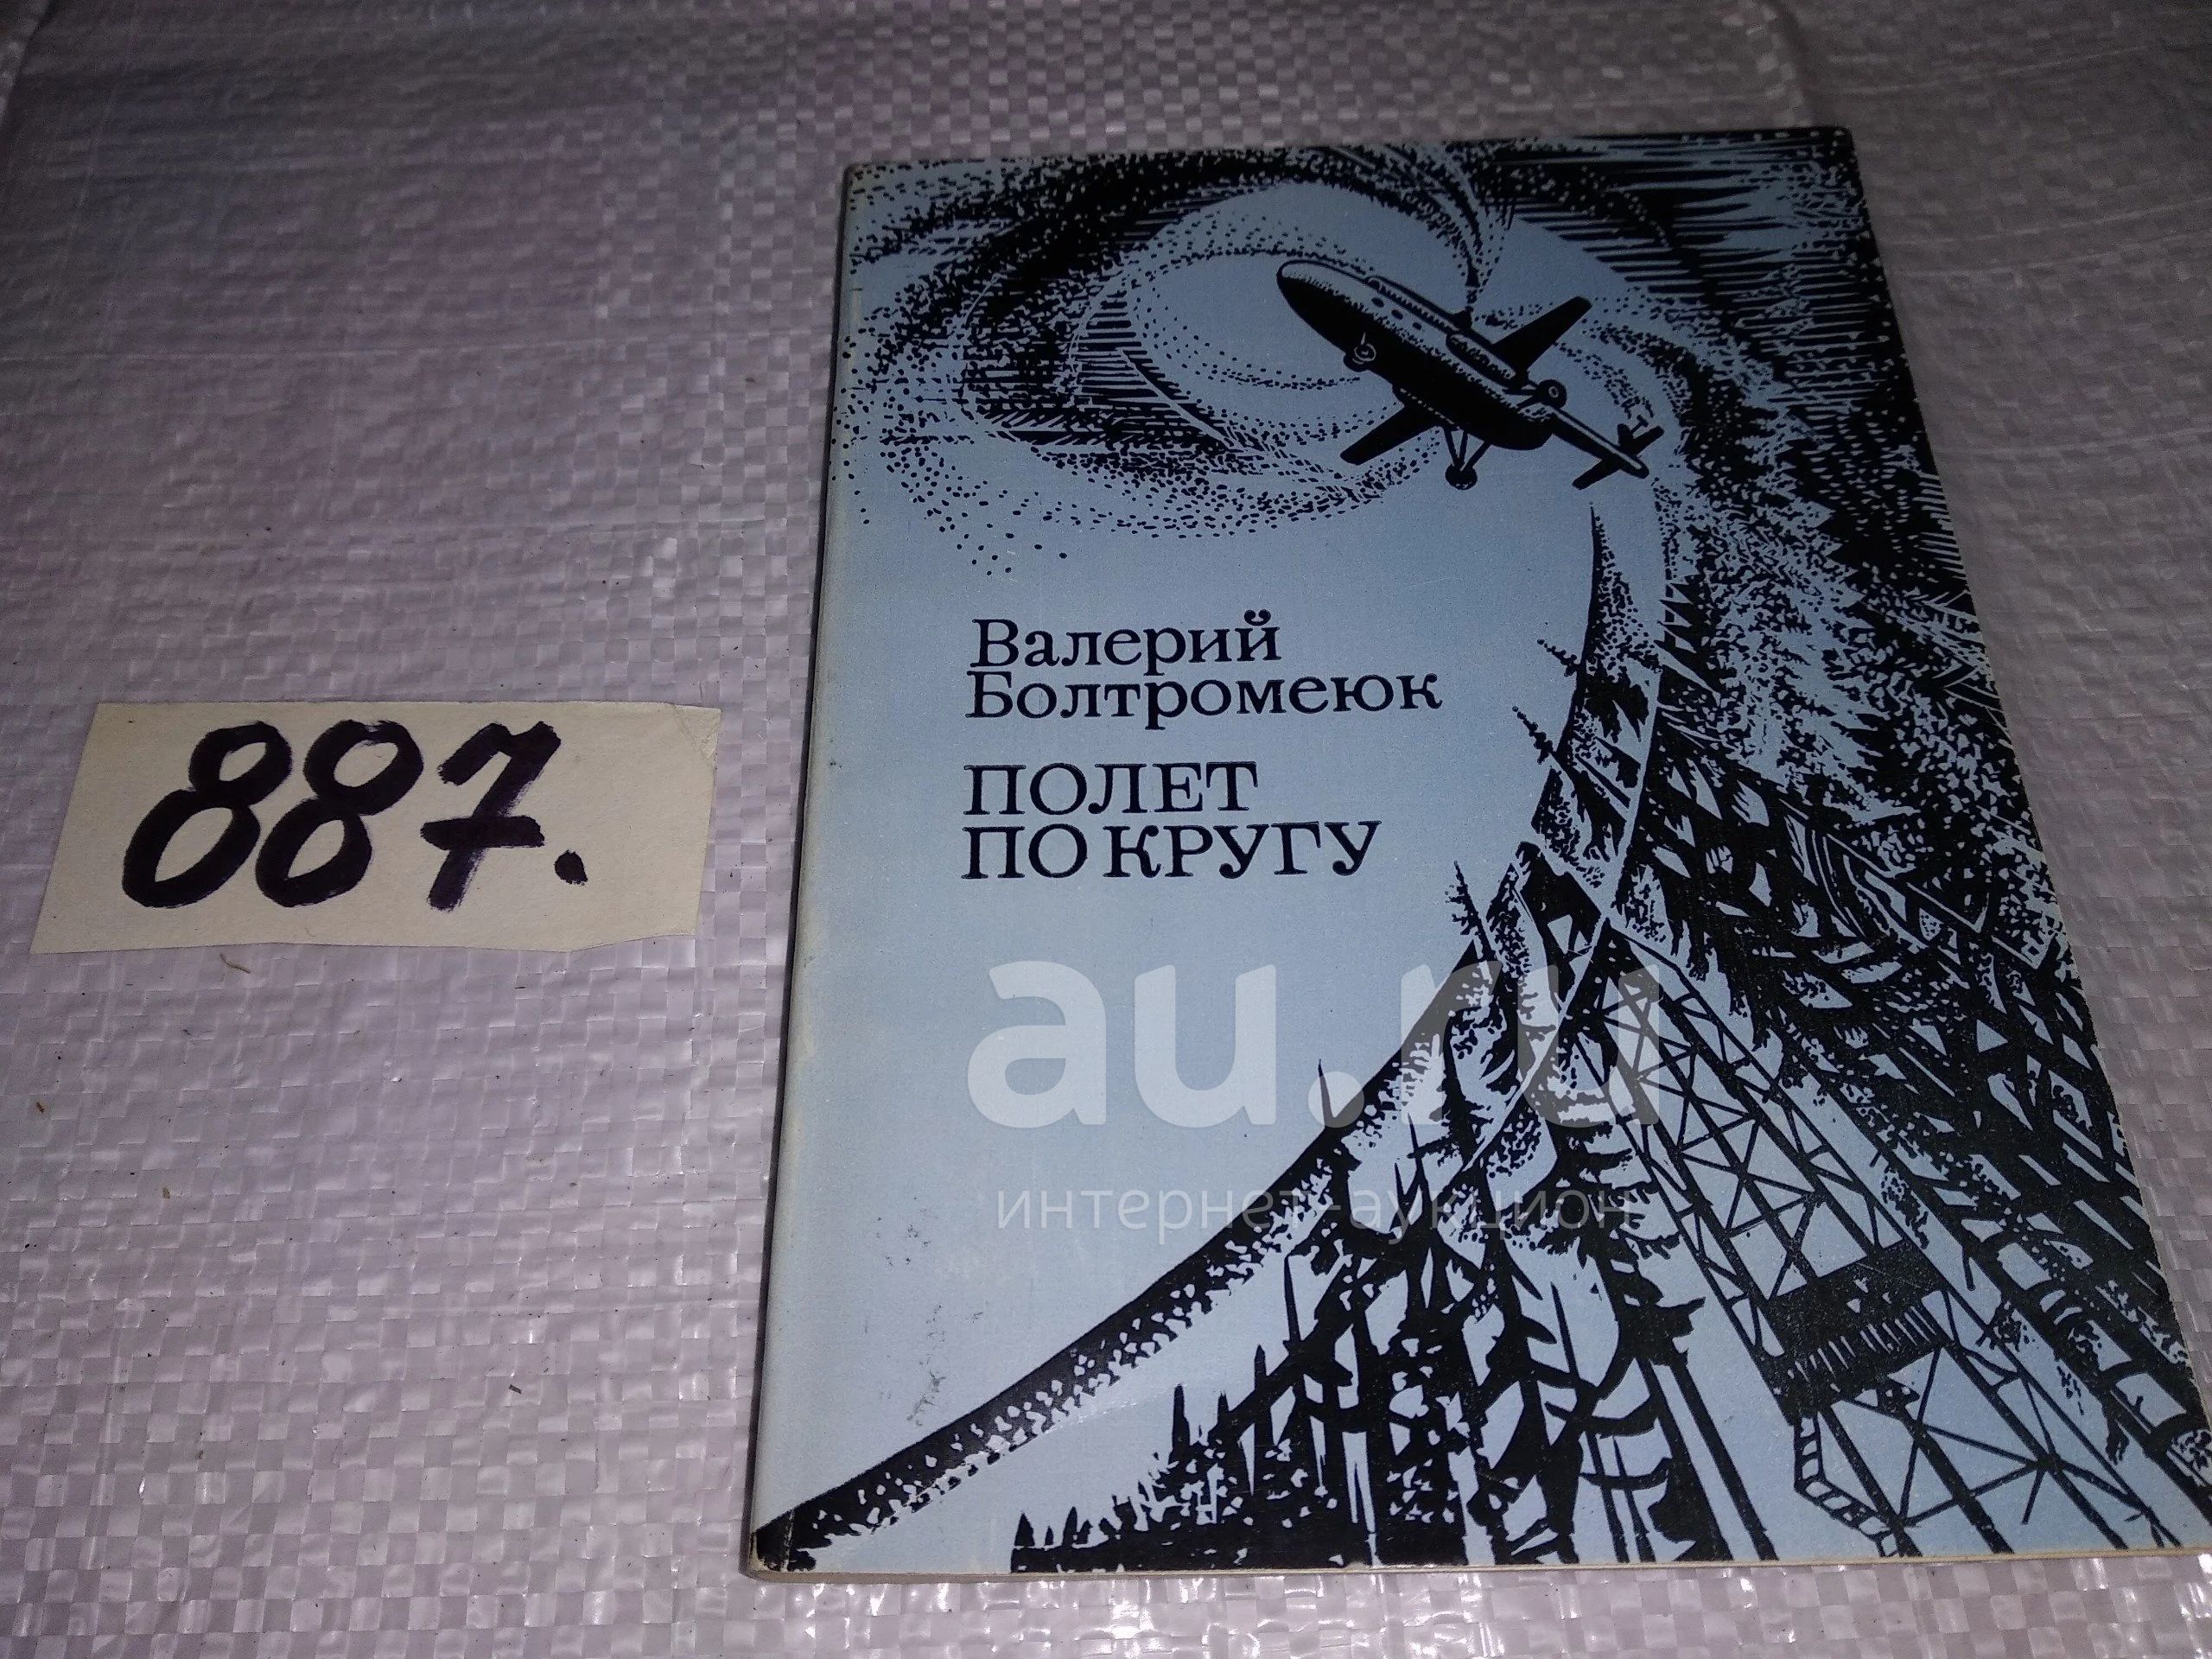 887.
Валерий
Болтромеюк
ПОЛЕТ
ПО КРУГУ
au.ru
интернет-аукцион